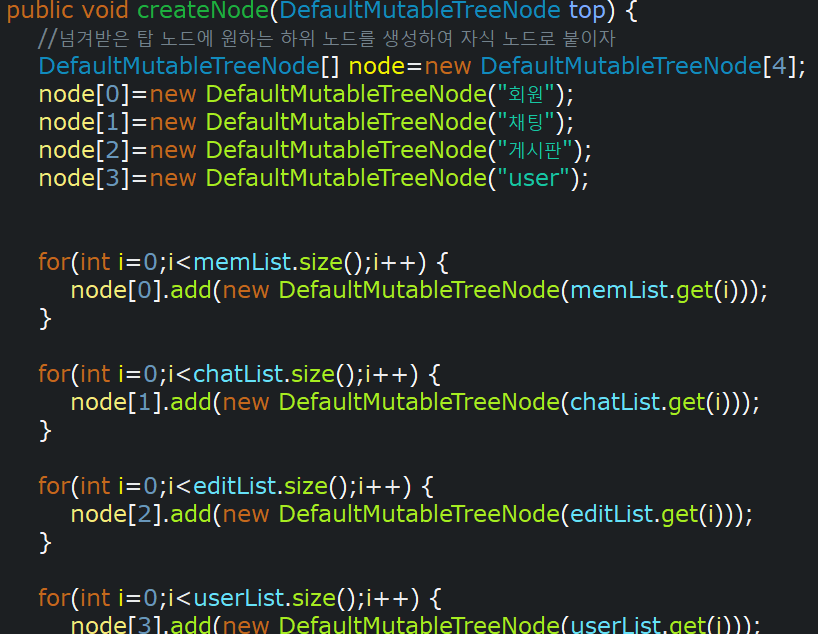 public void createNode(DefaultMutableTreeNode top) {
//넘겨받은 탑 노드에 원하는 하위 노드를 생성하여 자식 노드로 붙이자
DefaultMutableTreeNode[] node=new DefaultMutableTreeNode[4];
node[0]=new DefaultMutableTreeNode("회원");
node[1]=new DefaultMutableTreeNode("채팅");
node[2]=new DefaultMutableTreeNode("게시판");
node[3]=new DefaultMutableTreeNode("user");
for(int i=0;i<memList.size();i++) {
node[0].add(new DefaultMutableTreeNode(memList.get(i)));
}
for(int i=0;i<chatList.size();i++) {
node[1].add(new DefaultMutableTreeNode(chatList.get(i)));
}
for(int i=0;i<editList.size();i++) {
node[2].add(new DefaultMutableTreeNode(editList.get(i)));
}
for(int i=0;i<userList.size();i++) {
node[3].add(new DefaultMutableTreeNode(userList.get(i)));